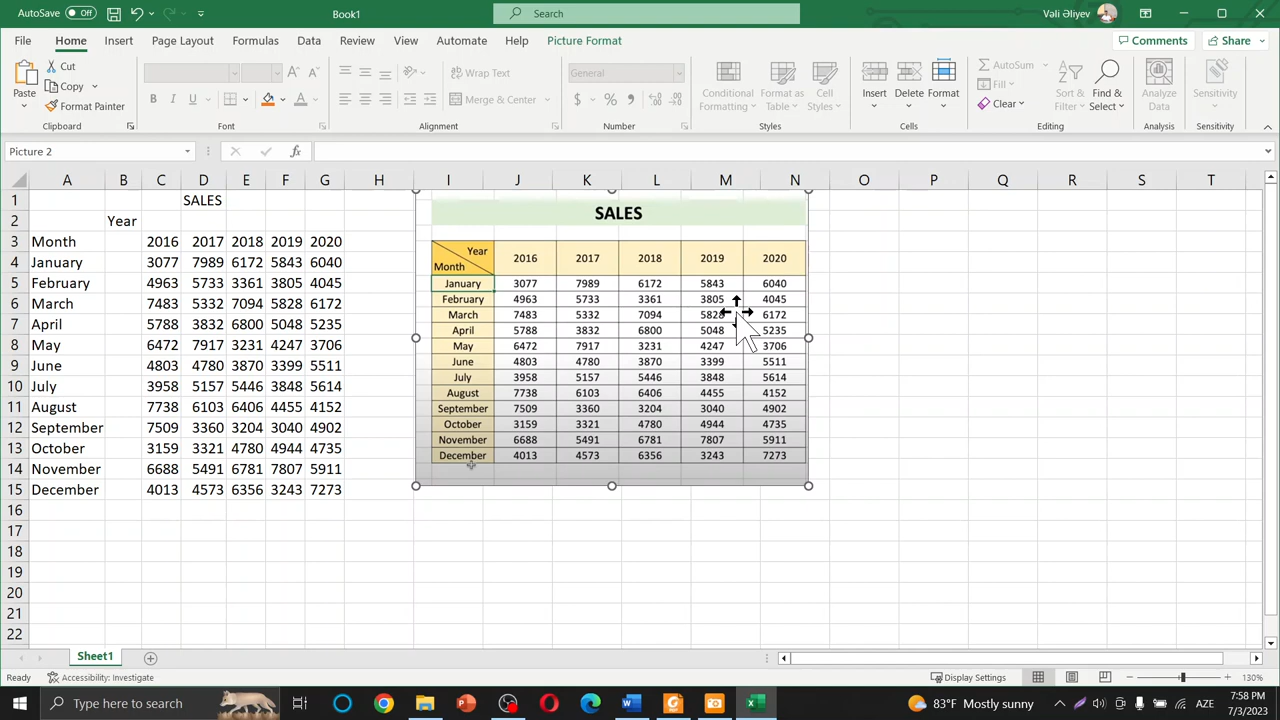 AutoSave Off Book1 Search Vəli Əliyev
File Home Insert Page Layout Formulas Data Review View Automate Help Picture Format Comments Share
Paste Cut Copy Format Painter Clipboard
B I U Font
Wrap Text Merge & Center Alignment
General $ % Number
Conditional Formatting Format as Table Cell Styles Styles
Insert Delete Format Cells
AutoSum Fill Clear Sort & Filter Find & Select Editing
Analyze Data Analysis
Sensitivity Sensitivity
Picture 2 fx
A B C D E F G H I J K L M N O P Q R S T
1 SALES
2 Year
3 Month 2016 2017 2018 2019 2020
4 January 3077 7989 6172 5843 6040
5 February 4963 5733 3361 3805 4045
6 March 7483 5332 7094 5828 6172
7 April 5788 3832 6800 5048 5235
8 May 6472 7917 3231 4247 3706
9 June 4803 4780 3870 3399 5511
10 July 3958 5157 5446 3848 5614
11 August 7738 6103 6406 4455 4152
12 September 7509 3360 3204 3040 4902
13 October 3159 3321 4780 4944 4735
14 November 6688 5491 6781 7807 5911
15 December 4013 4573 6356 3243 7273
16
17
18
19
20
21
22
SALES
Year Month 2016 2017 2018 2019 2020
January 3077 7989 6172 5843 6040
February 4963 5733 3361 3805 4045
March 7483 5332 7094 5828 6172
April 5788 3832 6800 5048 5235
May 6472 7917 3231 4247 3706
June 4803 4780 3870 3399 5511
July 3958 5157 5446 3848 5614
August 7738 6103 6406 4455 4152
September 7509 3360 3204 3040 4902
October 3159 3321 4780 4944 4735
November 6688 5491 6781 7807 5911
December 4013 4573 6356 3243 7273
Sheet1
Ready Accessibility: Investigate Display Settings 130%
Type here to search 83°F Mostly sunny AZE 7:58 PM
7/3/2023